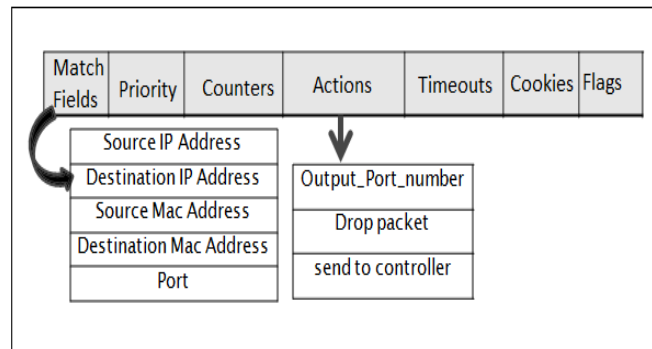 Match Fields Priority Counters Actions Timeouts Cookies Flags
Source IP Address
Destination IP Address
Source Mac Address
Destination Mac Address
Port
Output_Port_number
Drop packet
send to controller